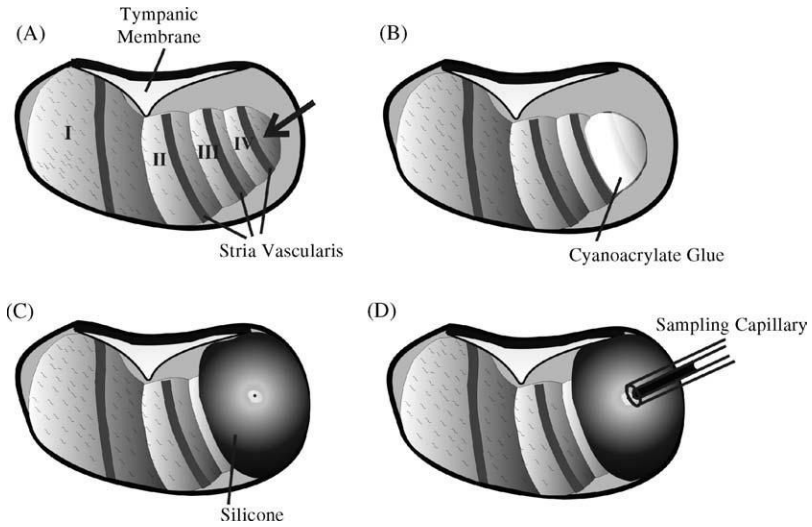 (A)
Tympanic
Membrane
I
II
III
IV
Stria Vascularis
(B)
Cyanoacrylate Glue
(C)
Silicone
(D)
Sampling Capillary